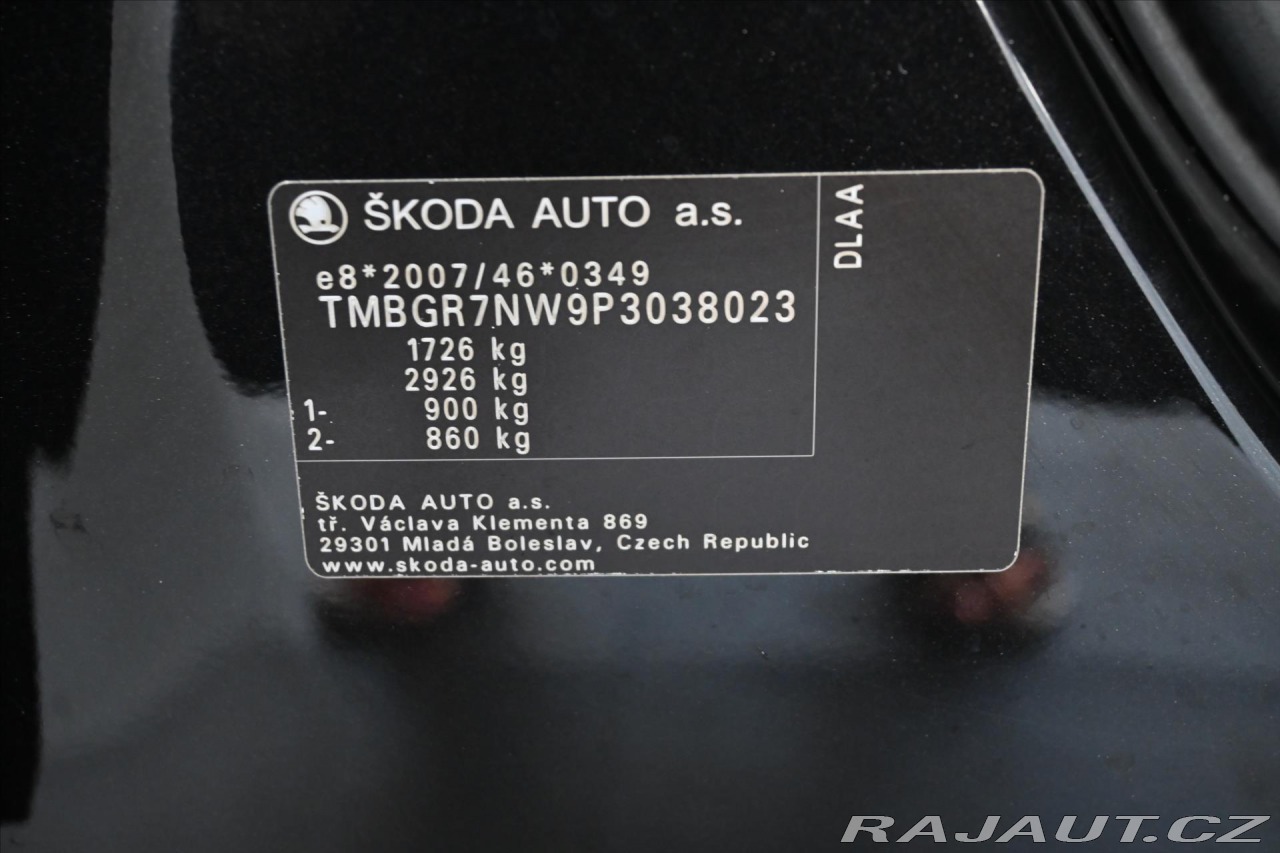 ŠKODA AUTO a.s.
DLAA
e8*2007/46*0349
TMBGR7NW9P3038023
1726 kg
2926 kg
1- 900 kg
2- 860 kg
ŠKODA AUTO a.s.
tř. Václava Klementa 869
29301 Mladá Boleslav, Czech Republic
www.skoda-auto.com
RAJAUT.CZ